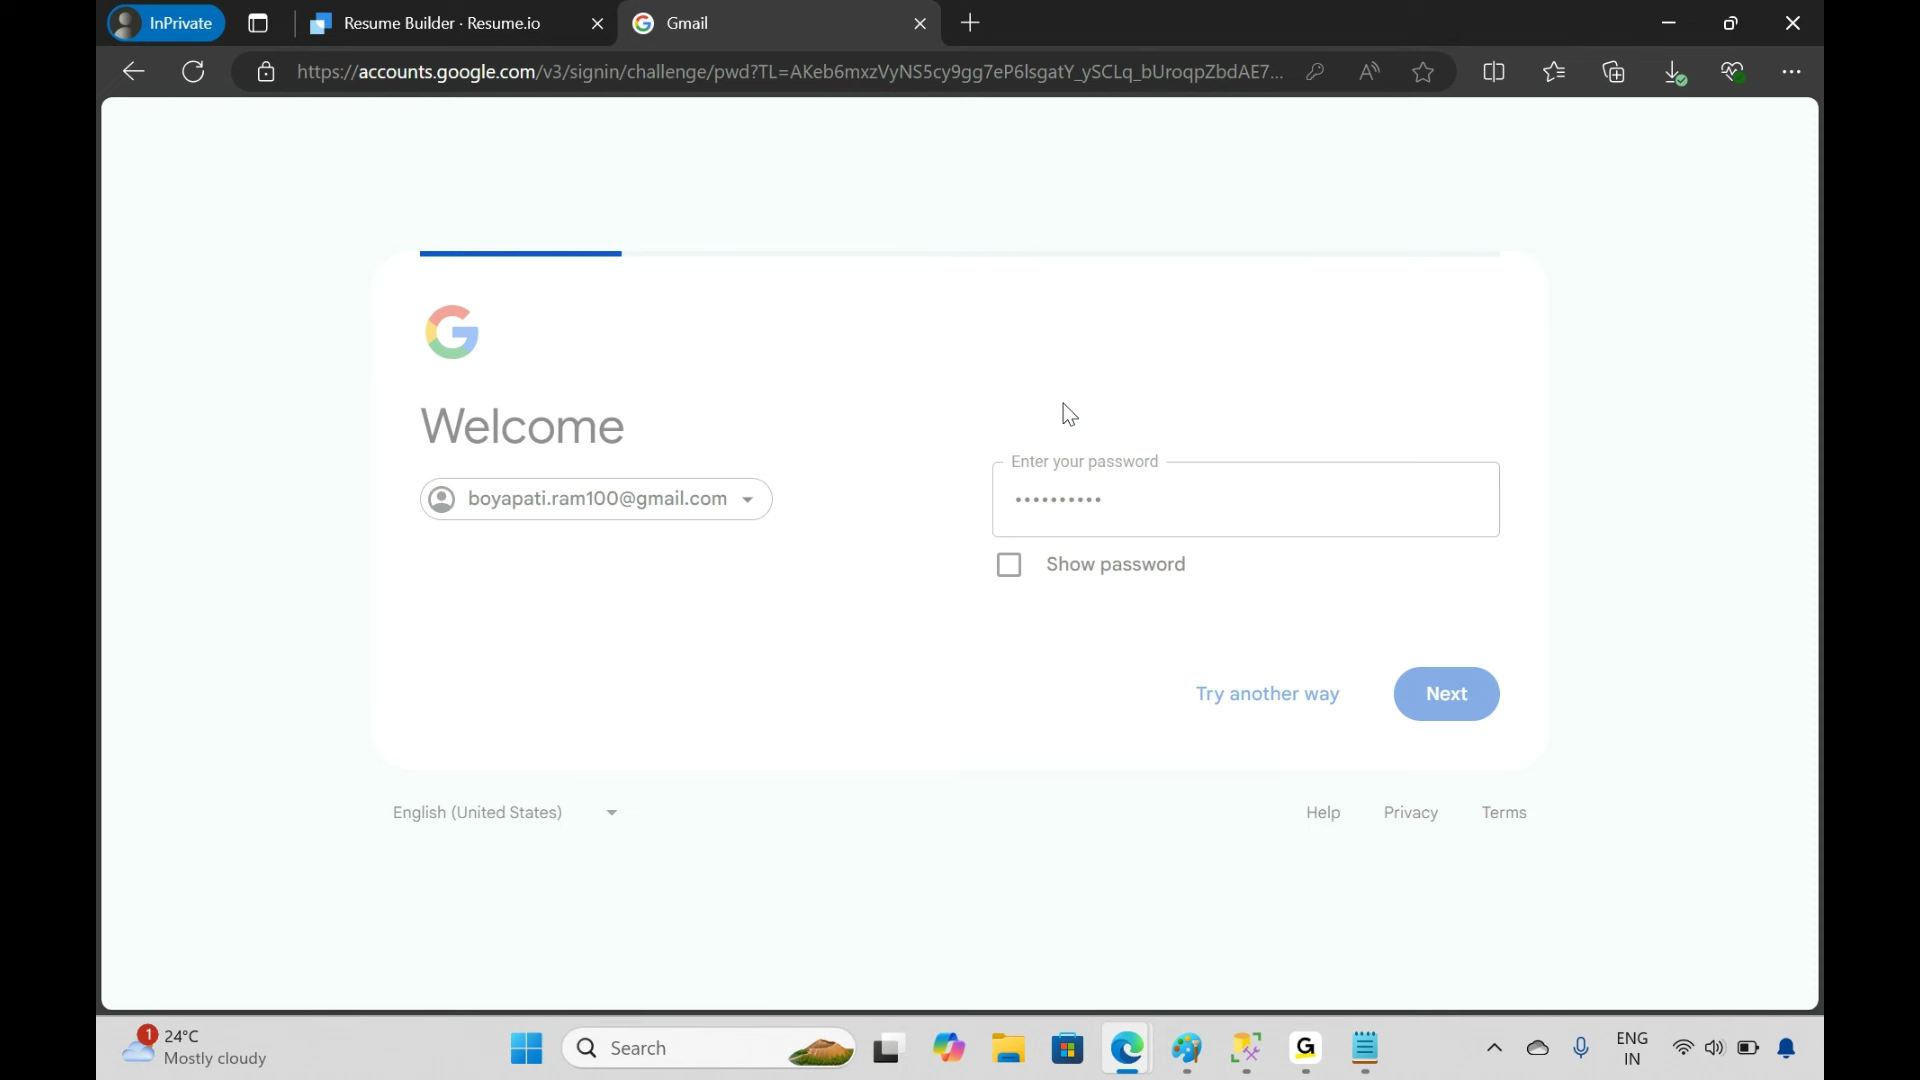 InPrivate
Resume Builder · Resume.io
Gmail
https://accounts.google.com/v3/signin/challenge/pwd?TL=AKeb6mxzVyNS5cy9gg7eP6lsgatY_ySCLq_bUroqpZbdAE7...
Welcome
boyapati.ram100@gmail.com
Enter your password
••••••••••
Show password
Try another way
Next
English (United States)
Help
Privacy
Terms
1
24°C
Mostly cloudy
Search
G
ENG
IN